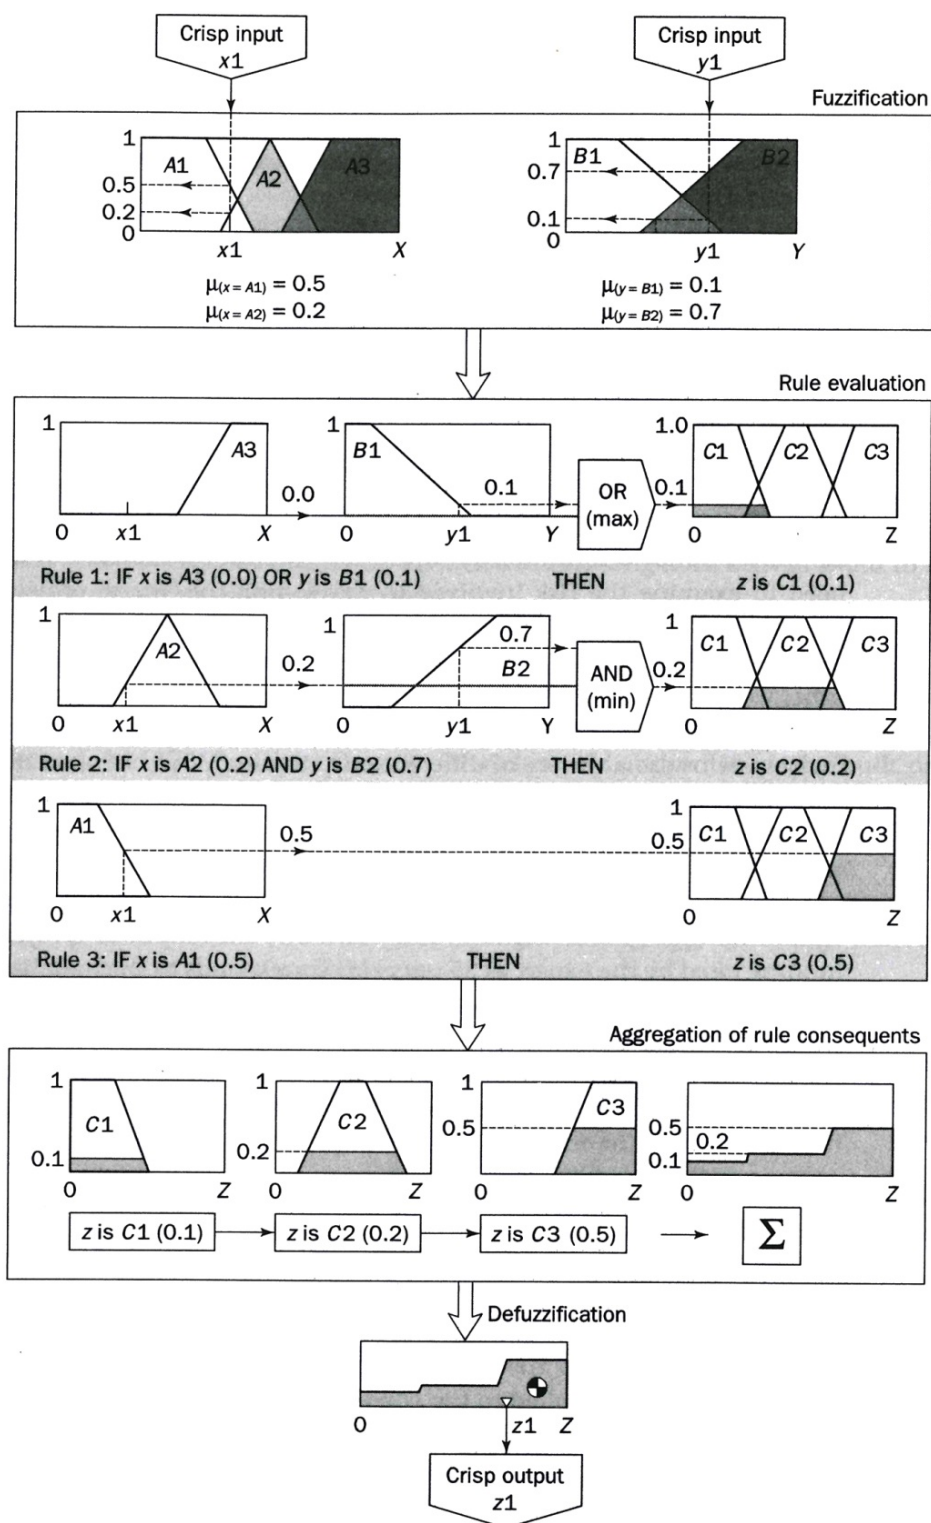 Crisp input
x1
Crisp input
y1
Fuzzification
1
A1
A2
A3
0.5
0.2
0
x1
X
μ(x = A1) = 0.5
μ(x = A2) = 0.2
1
B1
B2
0.7
0.1
0
y1
Y
μ(y = B1) = 0.1
μ(y = B2) = 0.7
Rule evaluation
1
A3
0
x1
X
0.0
1
B1
0.1
y1
Y
OR
(max)
0.1
1.0
C1
C2
C3
0
Z
Rule 1: IF x is A3 (0.0) OR y is B1 (0.1) THEN z is C1 (0.1)
1
A2
0
x1
X
0.2
1
0.7
B2
0
y1
Y
AND
(min)
0.2
1
C1
C2
C3
0
Z
Rule 2: IF x is A2 (0.2) AND y is B2 (0.7) THEN z is C2 (0.2)
1
A1
0
x1
X
0.5
1
0.5
C1
C2
C3
0
Z
Rule 3: IF x is A1 (0.5) THEN z is C3 (0.5)
Aggregation of rule consequents
1
C1
0.1
0
Z
1
C2
0.2
0
Z
1
C3
0.5
0
Z
1
0.5
0.2
0.1
0
Z
z is C1 (0.1)
z is C2 (0.2)
z is C3 (0.5)
Σ
Defuzzification
0
z1
Z
Crisp output
z1